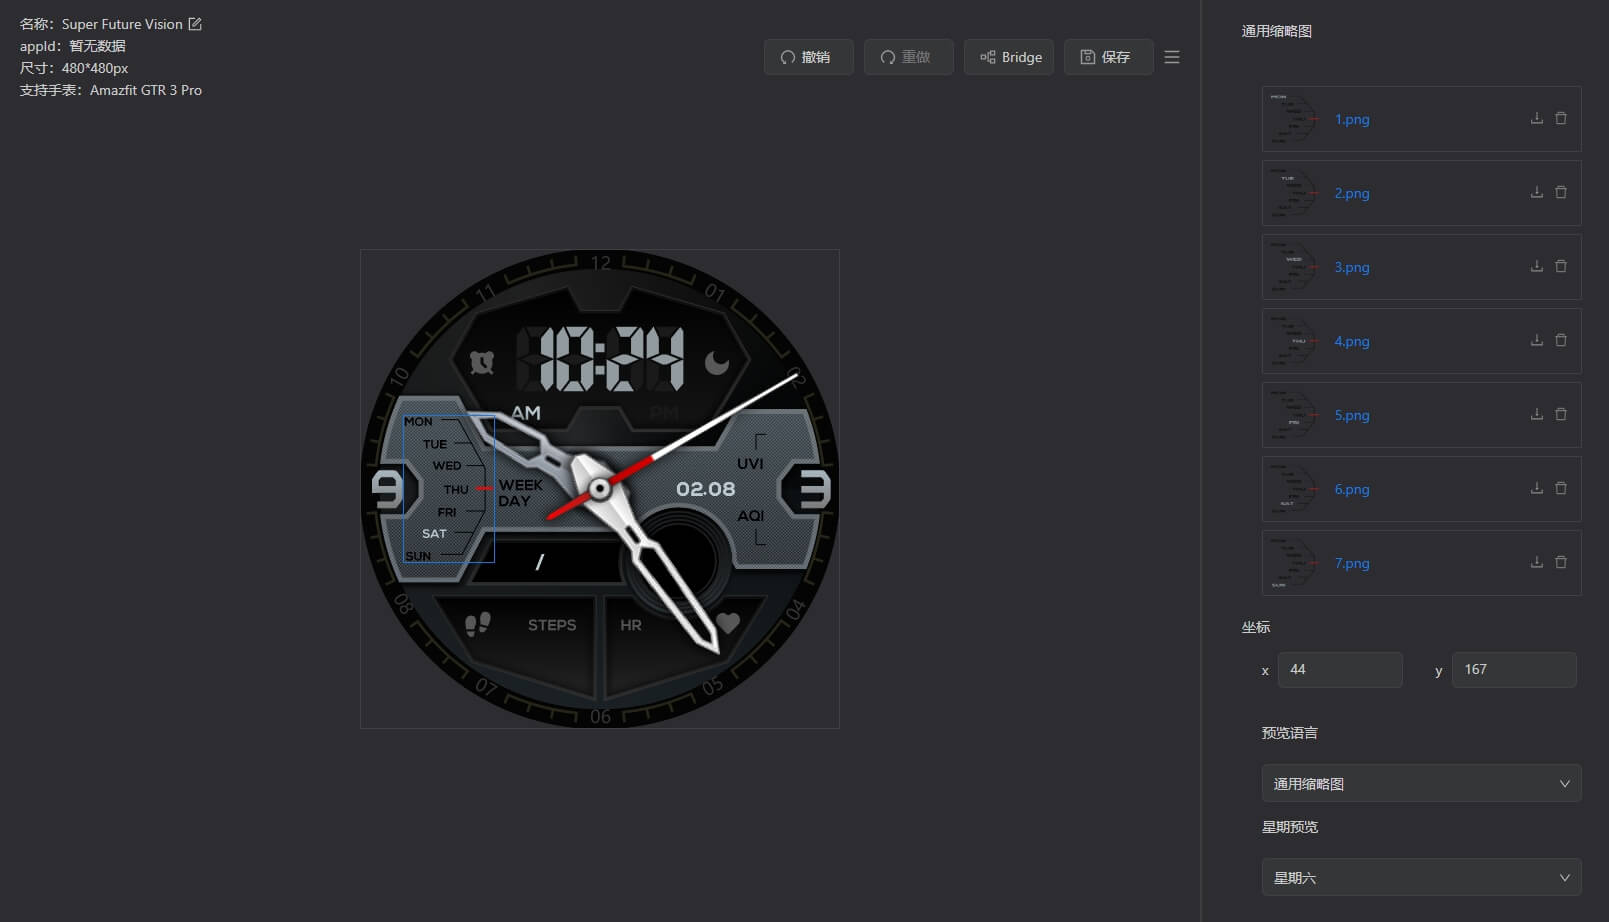 名称：Super Future Vision
appId：暂无数据
尺寸：480*480px
支持手表：Amazfit GTR 3 Pro
撤销
重做
Bridge
保存
12
11
01
10
02
10:24
AM
PM
MON
TUE
WED
THU
FRI
SAT
SUN
WEEK
DAY
9
3
UVI
02.08
AQI
/
08
04
STEPS
HR
07
05
06
通用缩略图
1.png
2.png
3.png
4.png
5.png
6.png
7.png
坐标
x 44
y 167
预览语言
通用缩略图
星期预览
星期六